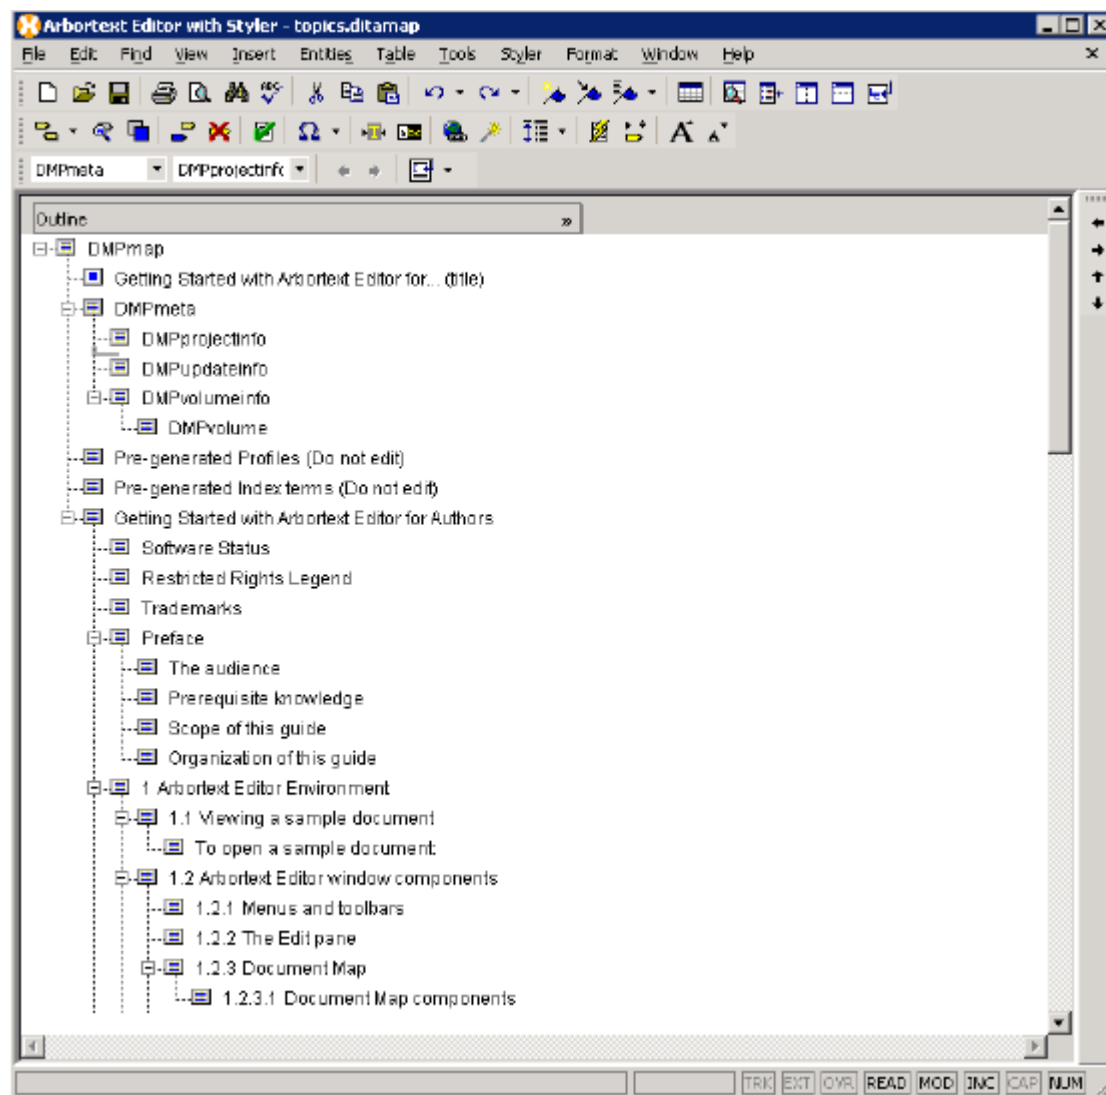 Arbortext Editor with Styler - topics.ditamap
File Edit Find View Insert Entities Table Tools Styler Format Window Help
DMPmeta DMPprojectinfo
Outline »
DMPmap
Getting Started with Arbortext Editor for... (title)
DMPmeta
DMPprojectinfo
DMPupdateinfo
DMPvolumeinfo
DMPvolume
Pre-generated Profiles (Do not edit)
Pre-generated Index terms (Do not edit)
Getting Started with Arbortext Editor for Authors
Software Status
Restricted Rights Legend
Trademarks
Preface
The audience
Prerequisite knowledge
Scope of this guide
Organization of this guide
1 Arbortext Editor Environment
1.1 Viewing a sample document
To open a sample document
1.2 Arbortext Editor window components
1.2.1 Menus and toolbars
1.2.2 The Edit pane
1.2.3 Document Map
1.2.3.1 Document Map components
TRK EXT OVR READ MOD INC CAP NUM